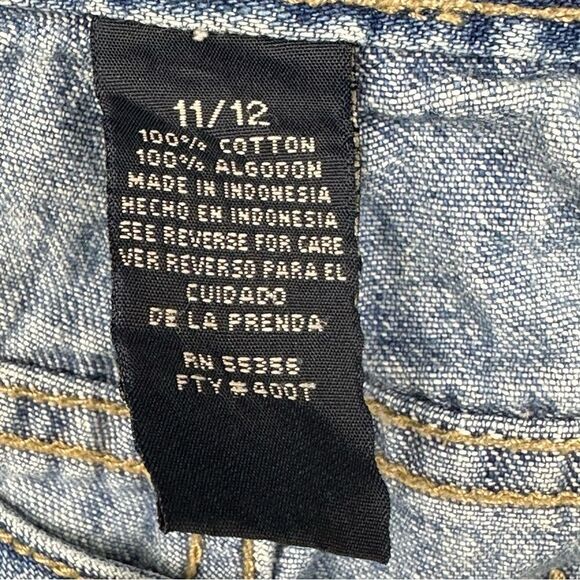 11/12
100% COTTON
100% ALGODON
MADE IN INDONESIA
HECHO EN INDONESIA
SEE REVERSE FOR CARE
VER REVERSO PARA EL
CUIDADO
DE LA PRENDA
RN 55358
FTY # 400T